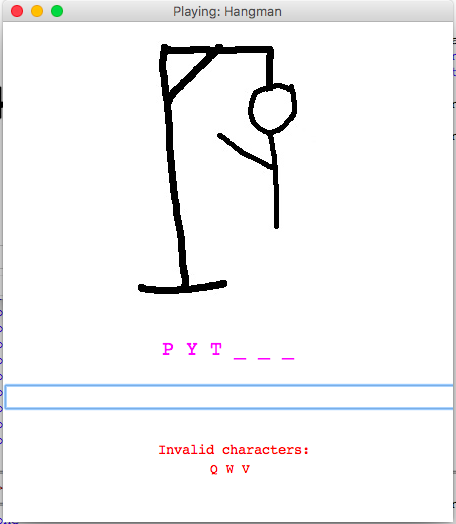 Playing: Hangman
P Y T _ _ _
Invalid characters:
Q W V